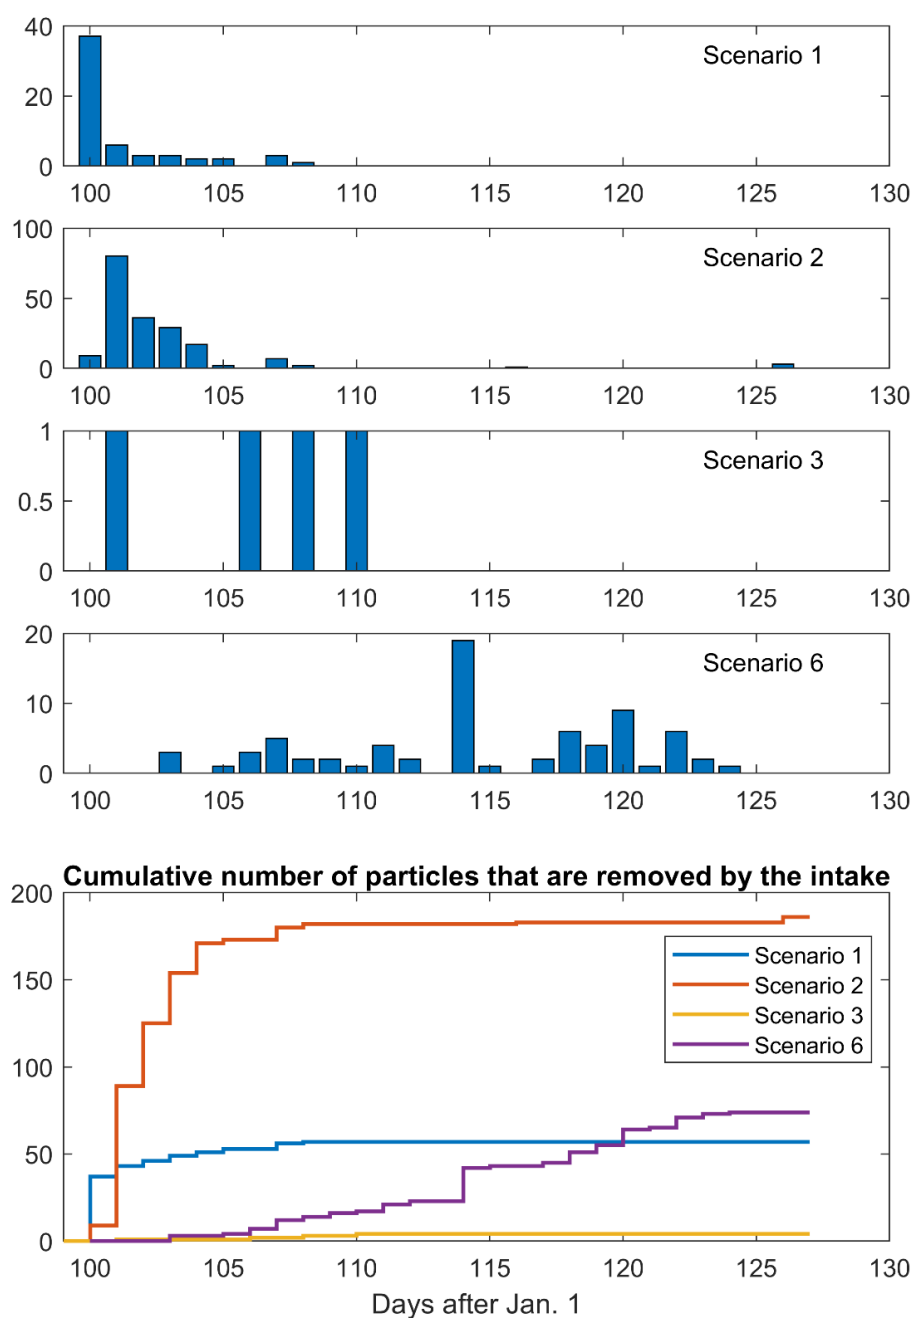 40
Scenario 1
20
0
100 105 110 115 120 125 130
100
Scenario 2
50
0
100 105 110 115 120 125 130
1
Scenario 3
0.5
0
100 105 110 115 120 125 130
20
Scenario 6
10
0
100 105 110 115 120 125 130
Cumulative number of particles that are removed by the intake
200
150
100
50
0
Scenario 1
Scenario 2
Scenario 3
Scenario 6
100 105 110 115 120 125 130
Days after Jan. 1